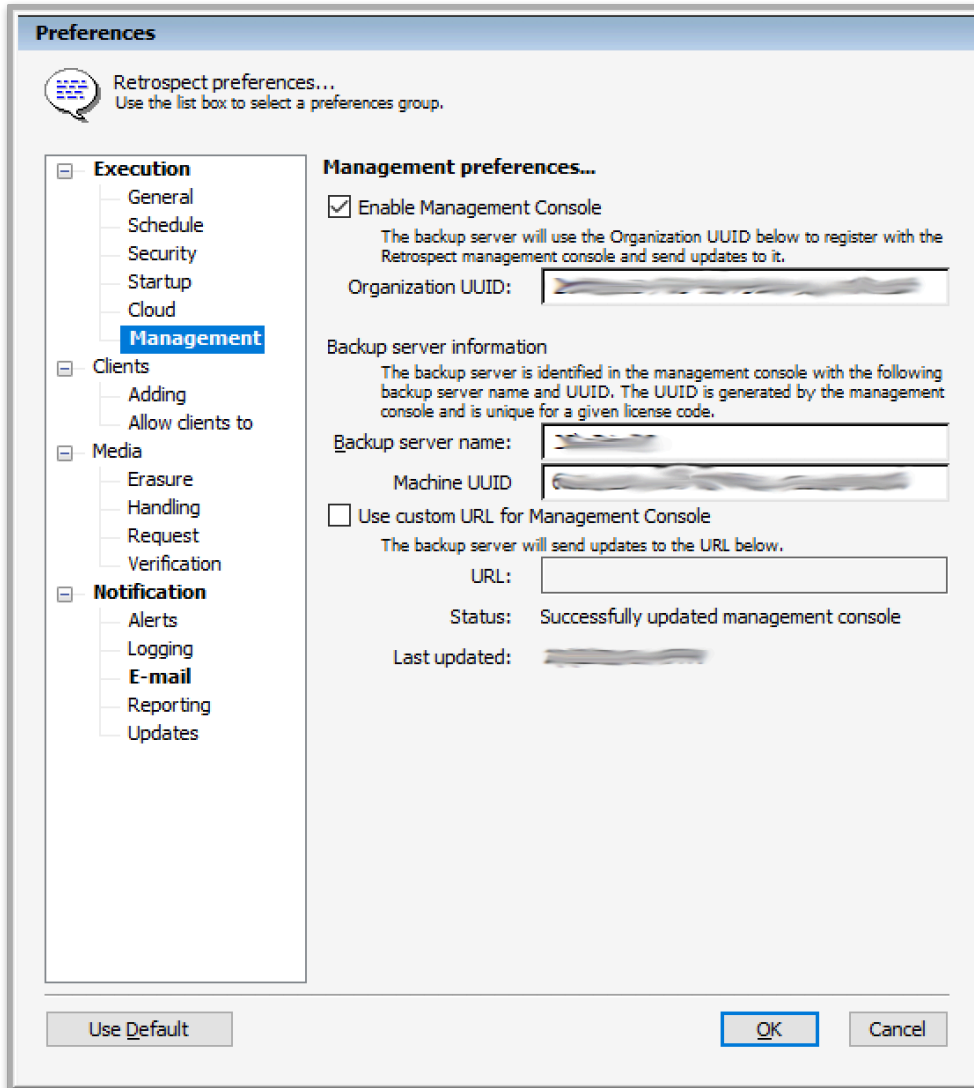 Preferences
Retrospect preferences...
Use the list box to select a preferences group.
Execution
General
Schedule
Security
Startup
Cloud
Management
Clients
Adding
Allow clients to
Media
Erasure
Handling
Request
Verification
Notification
Alerts
Logging
E-mail
Reporting
Updates
Management preferences...
Enable Management Console
The backup server will use the Organization UUID below to register with the
Retrospect management console and send updates to it.
Organization UUID:
Backup server information
The backup server is identified in the management console with the following
backup server name and UUID. The UUID is generated by the management
console and is unique for a given license code.
Backup server name:
Machine UUID
Use custom URL for Management Console
The backup server will send updates to the URL below.
URL:
Status: Successfully updated management console
Last updated:
Use Default
OK
Cancel